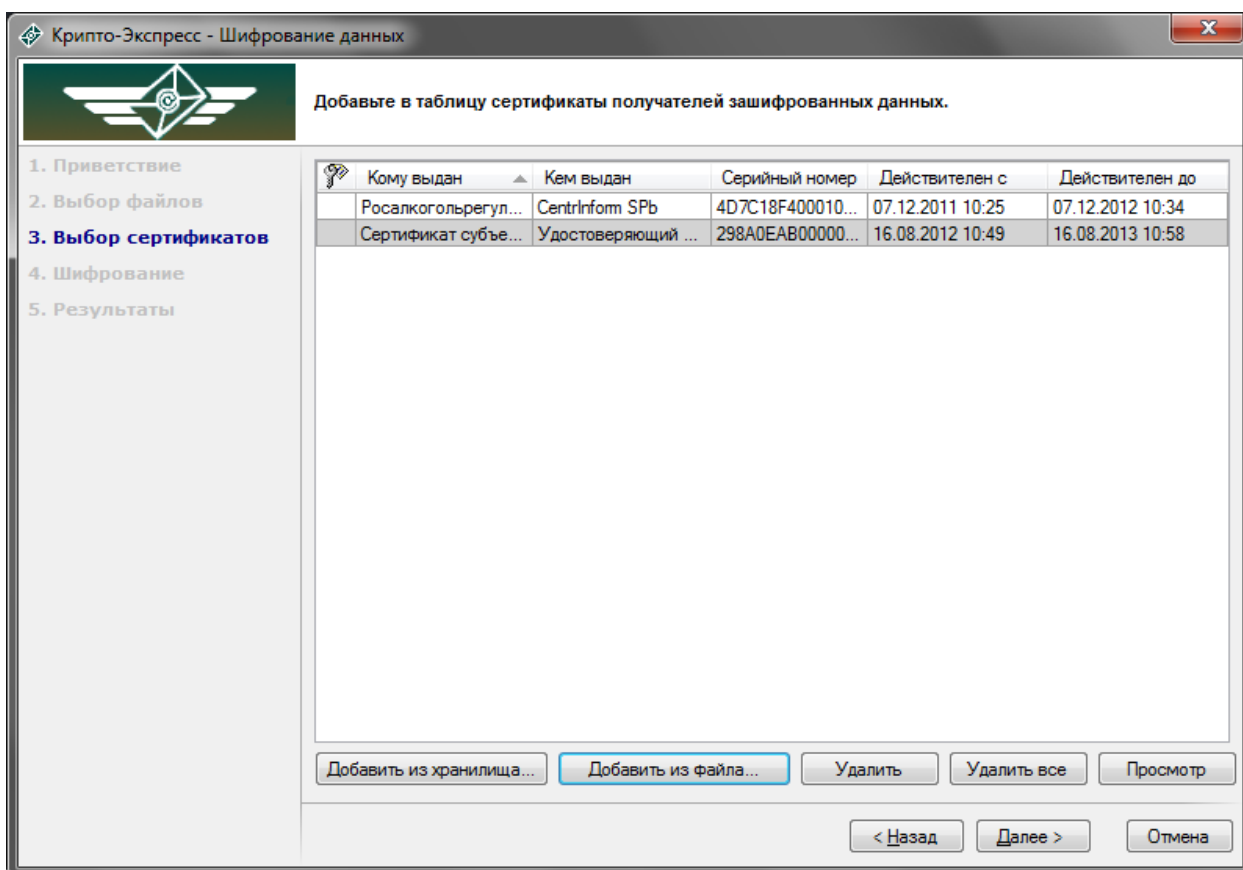 Крипто-Экспресс - Шифрование данных
Добавьте в таблицу сертификаты получателей зашифрованных данных.
1. Приветствие
2. Выбор файлов
3. Выбор сертификатов
4. Шифрование
5. Результаты
Кому выдан Кем выдан Серийный номер Действителен с Действителен до
Росалкогольрегул... CentrInform SPb 4D7C18F400010... 07.12.2011 10:25 07.12.2012 10:34
Сертификат субъе... Удостоверяющий ... 298A0EAB00000... 16.08.2012 10:49 16.08.2013 10:58
Добавить из хранилища... Добавить из файла... Удалить Удалить все Просмотр
< Назад Далее > Отмена